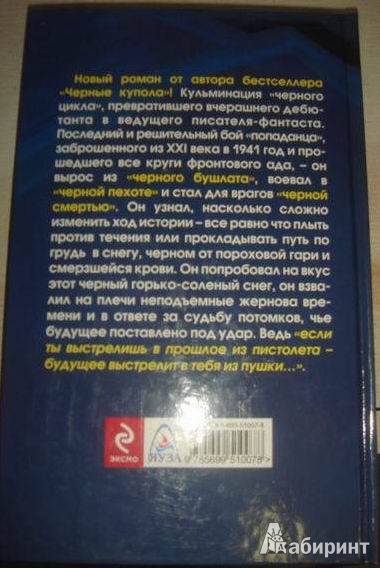 Новый роман от автора бестселлера
«Черные купола»! Кульминация "черного
цикла», превратившего вчерашнего дебю-
танта в ведущего писателя-фантаста.
Последний и решительный бой "попаданца",
заброшенного из XXI века в 1941 год и про-
шедшего все круги фронтового ада, – он
вырос из "черного бушлата", воевал в
"черной пехоте" и стал для врагов "черной
смертью». Он узнал, насколько сложно
изменить ход истории – все равно что плыть
против течения или прокладывать путь по
грудь в снегу, черном от пороховой гари и
смерзшейся крови. Он попробовал на вкус
этот черный горько-соленый снег, он взва-
лил на плечи неподъемные жернова вре-
мени и в ответе за судьбу потомков, чье
будущее поставлено под удар. Ведь "если
ты выстрелишь в прошлое из пистолета –
будущее выстрелит в тебя из пушки...".
ЭКСМО
ЯУЗА
9 785699 510078
Лабиринт